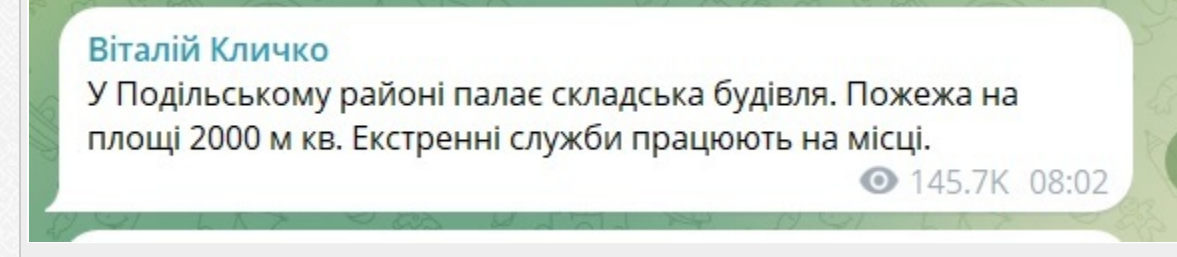 Віталій Кличко
У Подільському районі палає складська будівля. Пожежа на
площі 2000 м кв. Екстренні служби працюють на місці.
145.7K 08:02